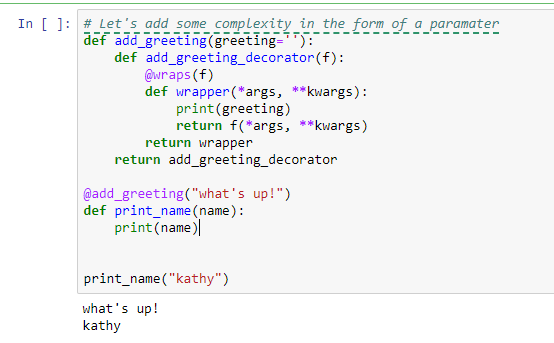 In [ ]: # Let's add some complexity in the form of a paramater
def add_greeting(greeting=''):
    def add_greeting_decorator(f):
        @wraps(f)
        def wrapper(*args, **kwargs):
            print(greeting)
            return f(*args, **kwargs)
        return wrapper
    return add_greeting_decorator

@add_greeting("what's up!")
def print_name(name):
    print(name)

print_name("kathy")
what's up!
kathy